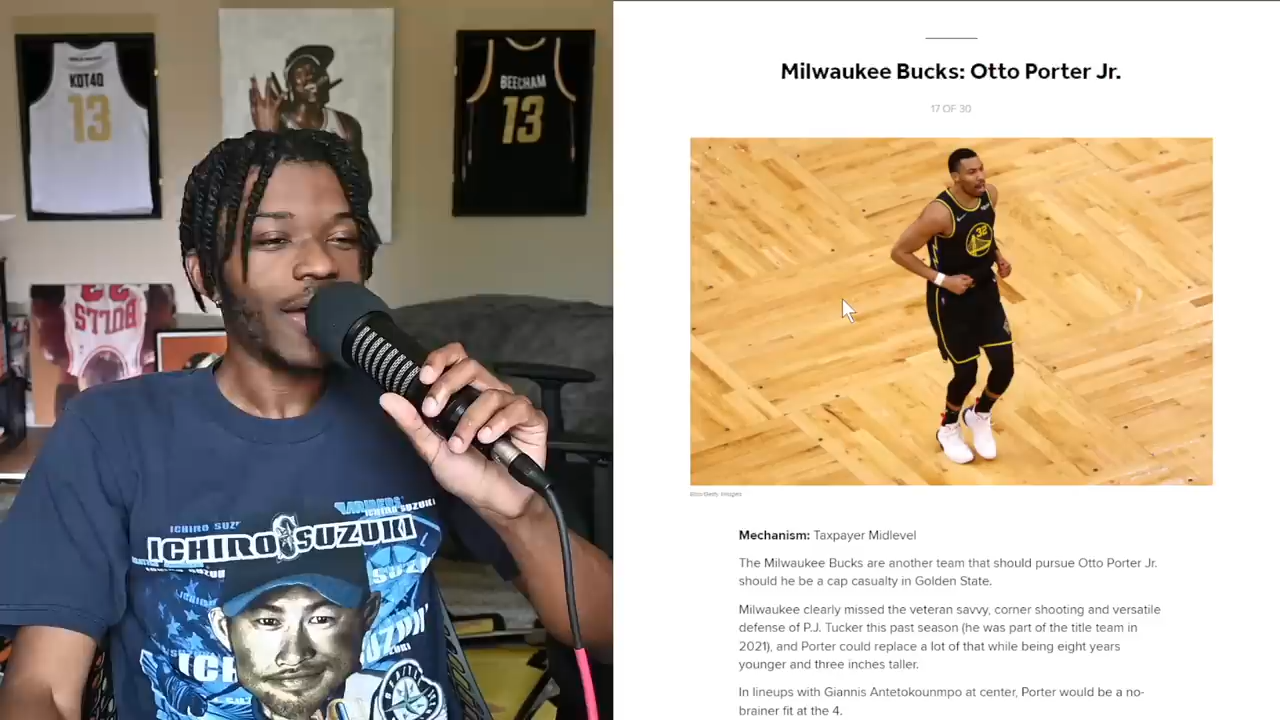 KOT4Q
13
BEECHAM
13
BULLS
Milwaukee Bucks: Otto Porter Jr.
17 OF 30
32
Mechanism: Taxpayer Midlevel
The Milwaukee Bucks are another team that should pursue Otto Porter Jr.
should he be a cap casualty in Golden State.
Milwaukee clearly missed the veteran savvy, corner shooting and versatile
defense of P.J. Tucker this past season (he was part of the title team in
2021), and Porter could replace a lot of that while being eight years
younger and three inches taller.
In lineups with Giannis Antetokounmpo at center, Porter would be a no-
brainer fit at the 4.
ICHIRO SUZUKI